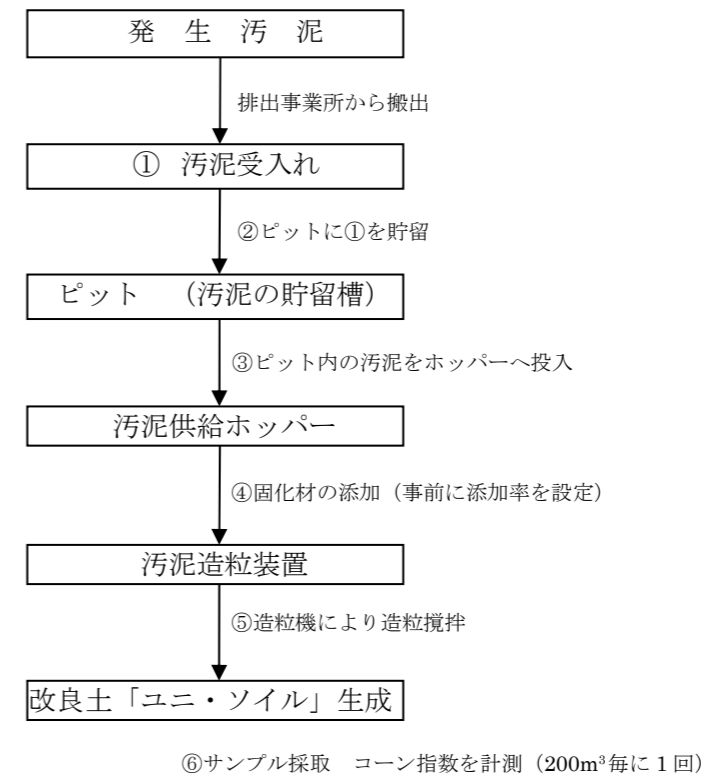 発 生 汚 泥
排出事業所から搬出
① 汚泥受入れ
②ピットに①を貯留
ピット （汚泥の貯留槽）
③ピット内の汚泥をホッパーへ投入
汚泥供給ホッパー
④固化材の添加（事前に添加率を設定）
汚泥造粒装置
⑤造粒機により造粒撹拌
改良土「ユニ・ソイル」生成
⑥サンプル採取 コーン指数を計測（200m³毎に１回）